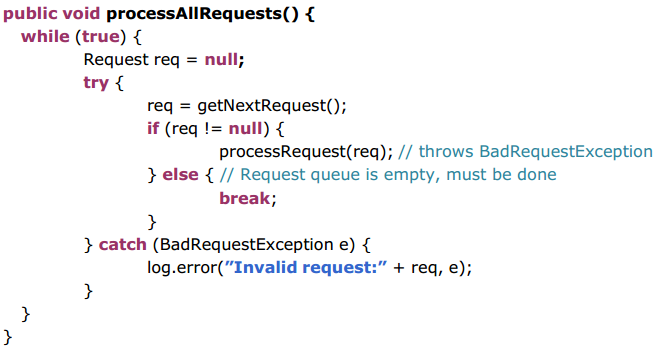 public void processAllRequests() {
while (true) {
Request req = null;
try {
req = getNextRequest();
if (req != null) {
processRequest(req); // throws BadRequestException
} else { // Request queue is empty, must be done
break;
}
} catch (BadRequestException e) {
log.error(”Invalid request:” + req, e);
}
}
}